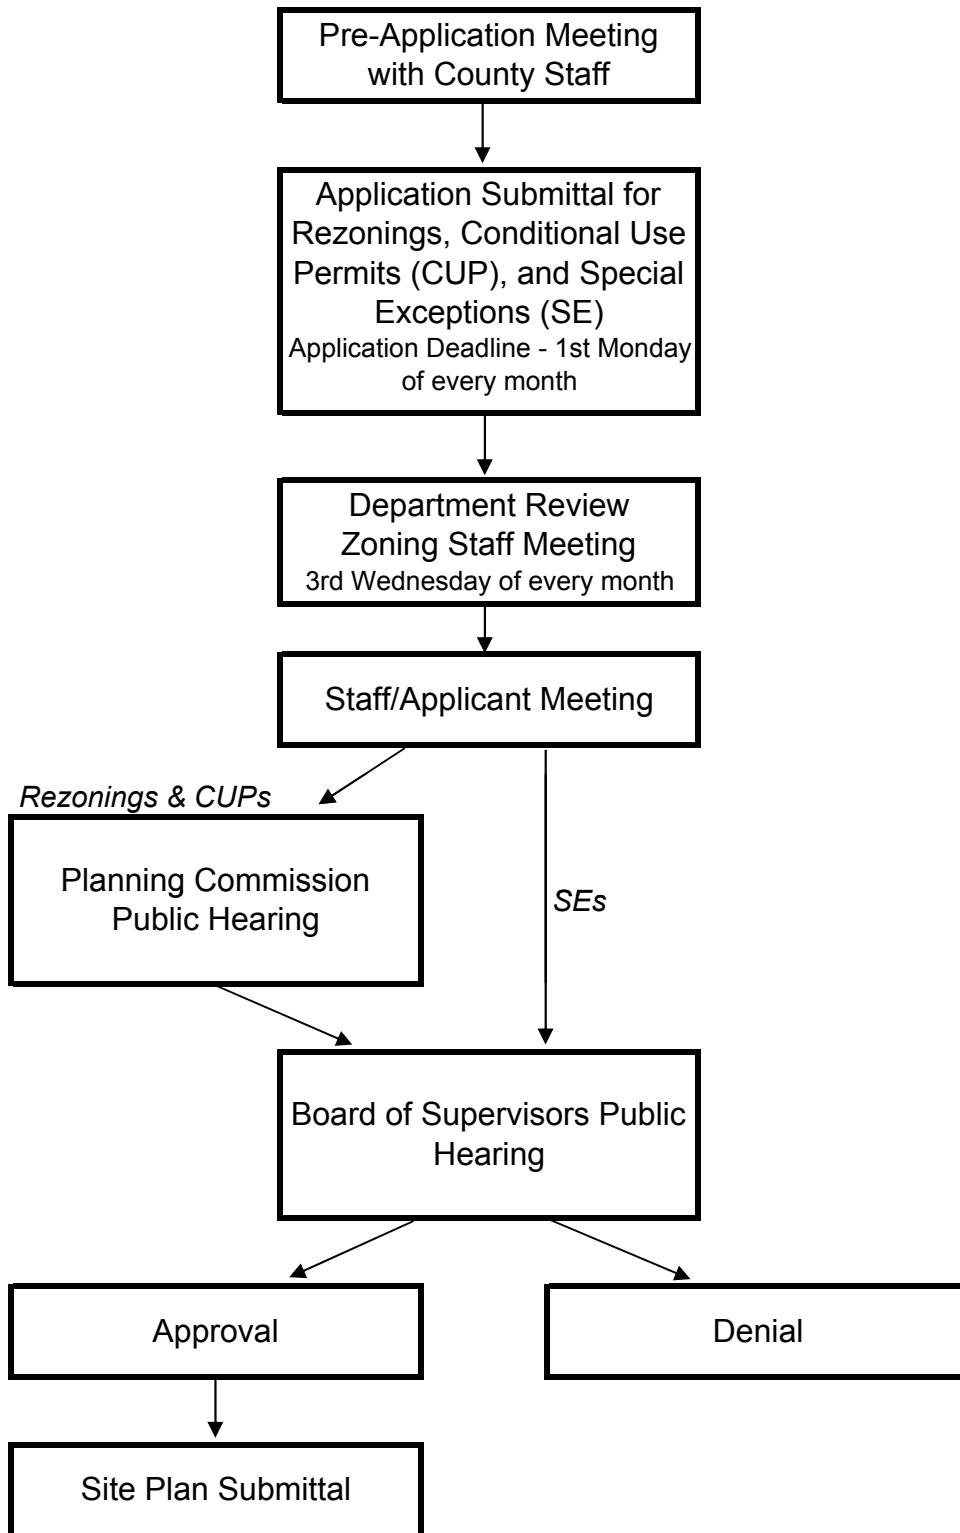 Pre-Application Meeting
with County Staff
Application Submittal for
Rezonings, Conditional Use
Permits (CUP), and Special
Exceptions (SE)
Application Deadline - 1st Monday
of every month
Department Review
Zoning Staff Meeting
3rd Wednesday of every month
Staff/Applicant Meeting
Rezonings & CUPs
Planning Commission
Public Hearing
SEs
Board of Supervisors Public
Hearing
Approval
Denial
Site Plan Submittal